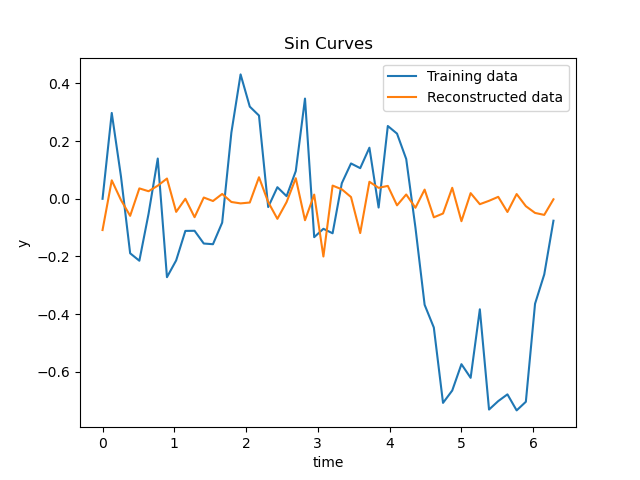 Sin Curves
Training data
Reconstructed data
0.4
0.2
0.0
−0.2
−0.4
−0.6
y
0 1 2 3 4 5 6
time